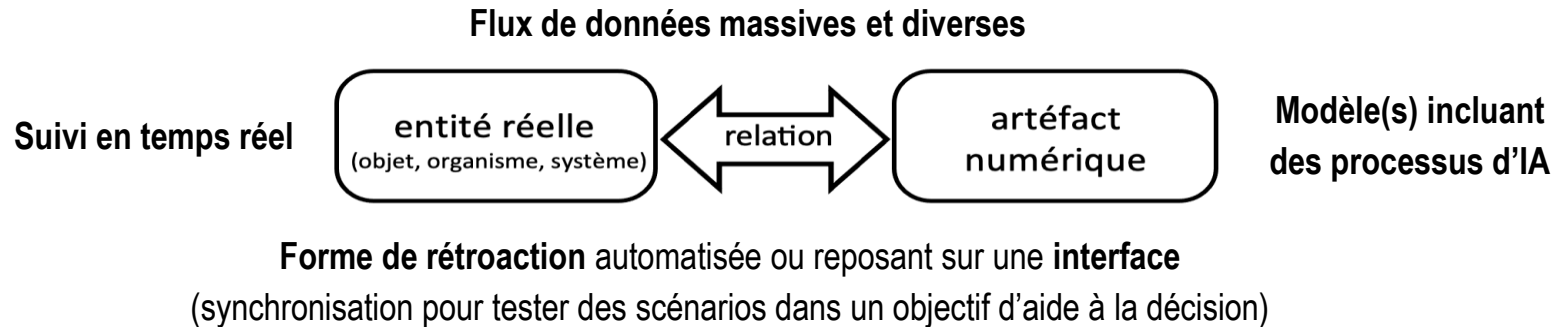 Flux de données massives et diverses
Suivi en temps réel
entité réelle
(objet, organisme, système)
relation
artéfact
numérique
Modèle(s) incluant
des processus d’IA
Forme de rétroaction automatisée ou reposant sur une interface
(synchronisation pour tester des scénarios dans un objectif d’aide à la décision)